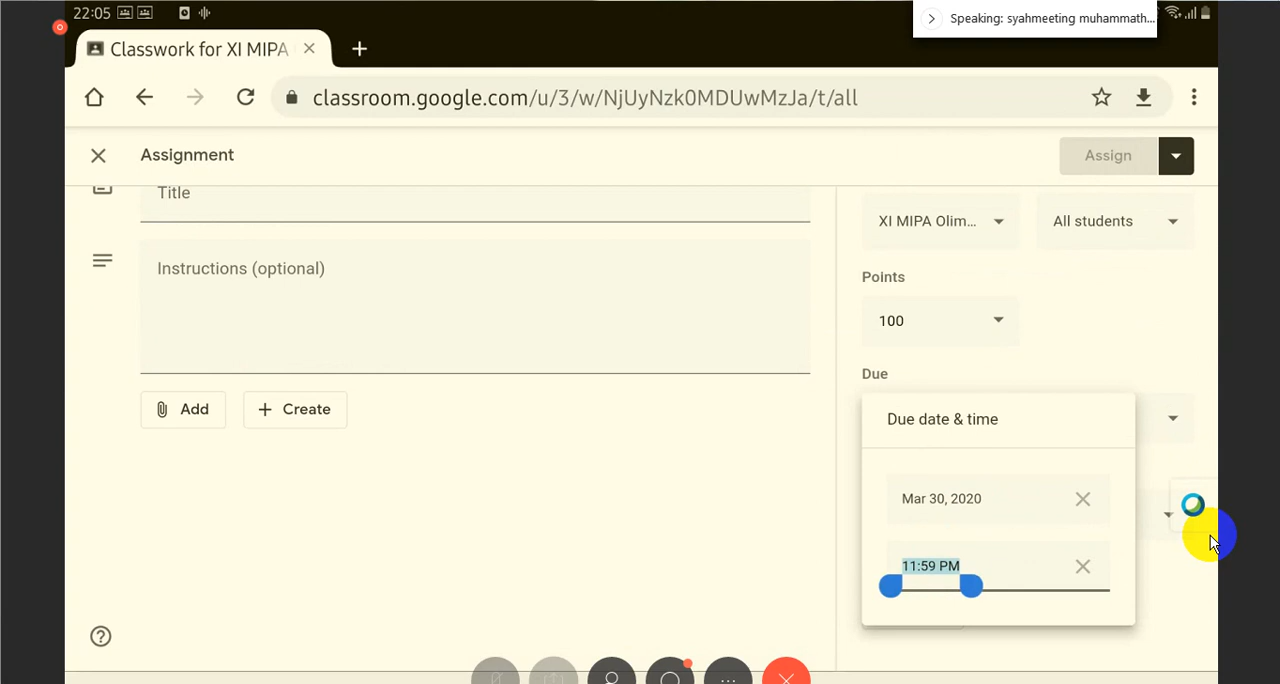 22:05
Speaking: syahmeeting muhammath...
Classwork for XI MIPA
classroom.google.com/u/3/w/NjUyNzk0MDUwMzJa/t/all
Assignment
Assign
Title
XI MIPA Olim...
All students
Instructions (optional)
Points
100
Due
Add
Create
Due date & time
Mar 30, 2020
11:59 PM